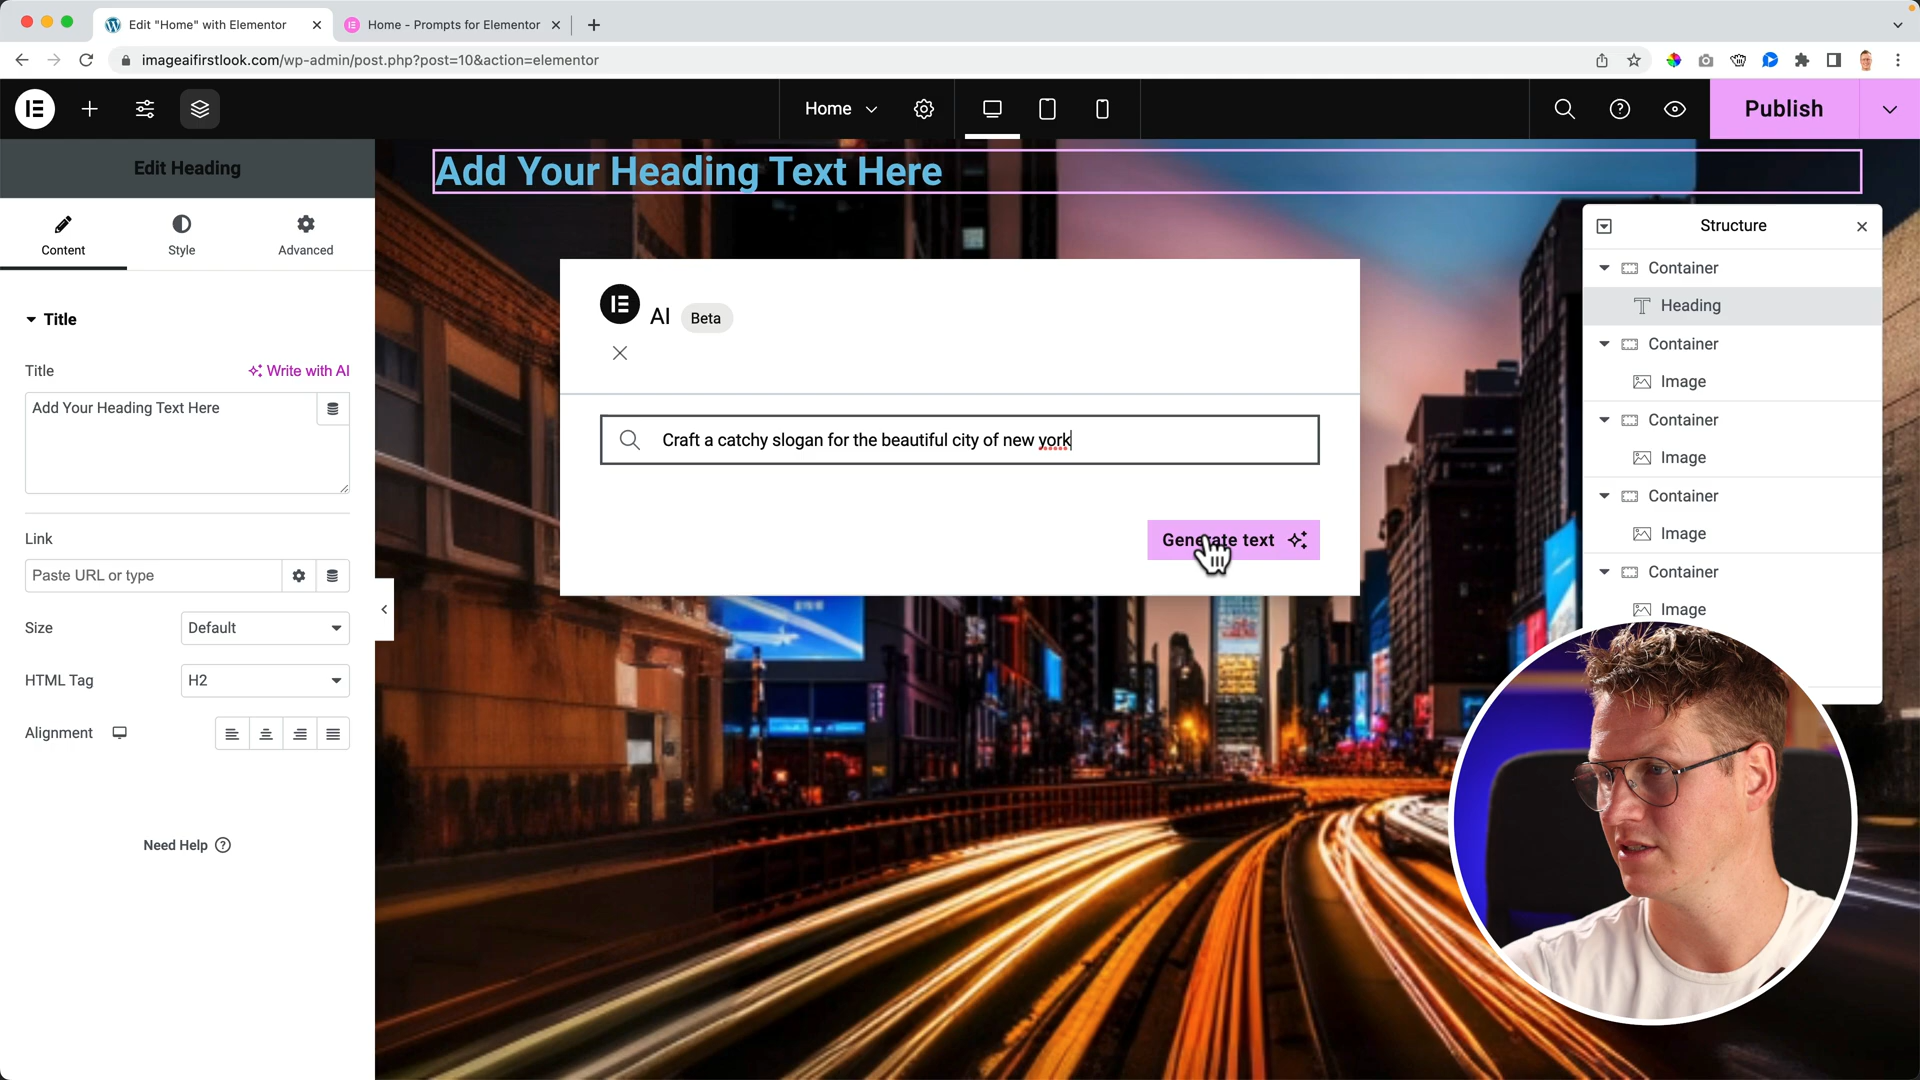 Edit "Home" with Elementor
Home - Prompts for Elementor
imageaifirstlook.com/wp-admin/post.php?post=10&action=elementor
Home
Publish
Edit Heading
Content
Style
Advanced
Title
Title
Write with AI
Add Your Heading Text Here
Link
Paste URL or type
Size
Default
HTML Tag
H2
Alignment
Need Help
Add Your Heading Text Here
AI
Beta
Craft a catchy slogan for the beautiful city of new york
Generate text
Structure
Container
Heading
Container
Image
Container
Image
Container
Image
Container
Image